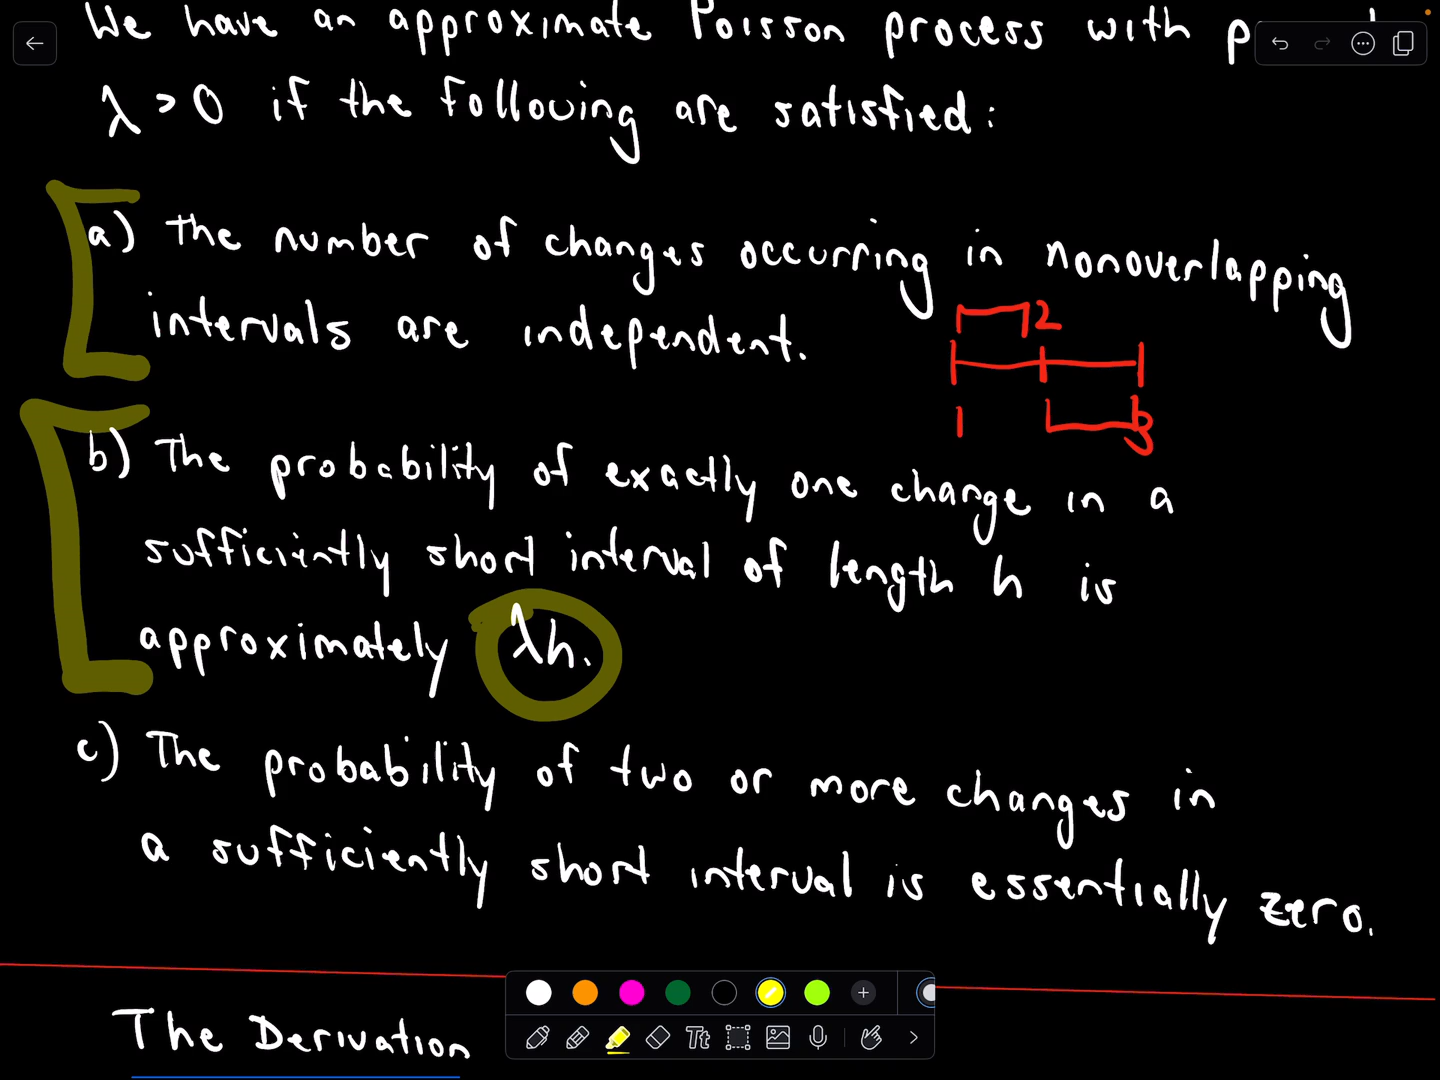 We have an approximate Poisson process with
λ > 0 if the following are satisfied:
a) The number of changes occurring in nonoverlapping
intervals are independent.
2
1
3
b) The probability of exactly one change in a
sufficiently short interval of length h is
approximately λh.
c) The probability of two or more changes in
a sufficiently short interval is essentially zero.
The Derivation
Tt